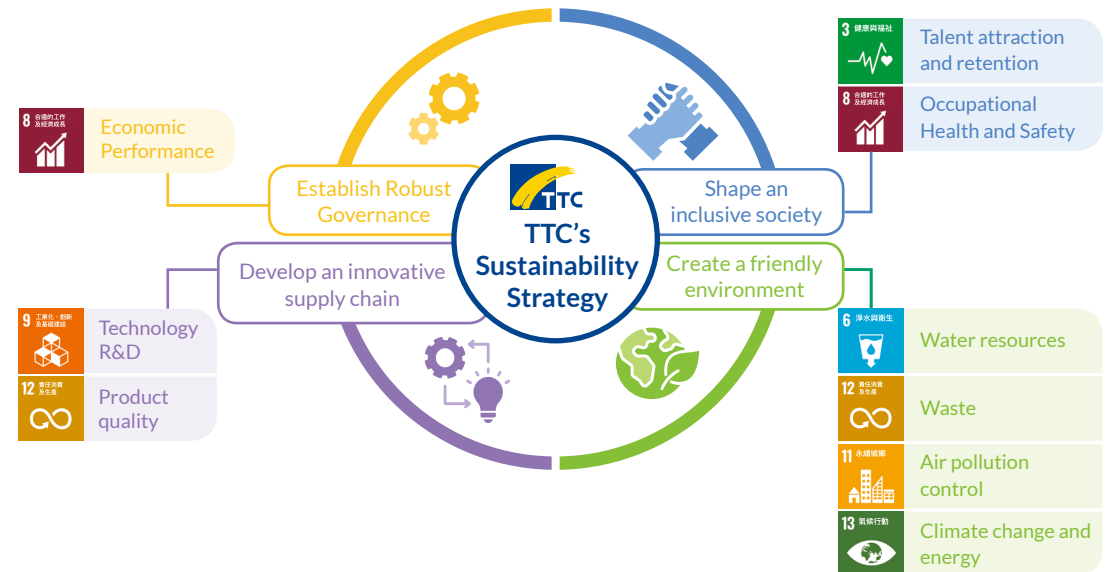 8 合適的工作
及經濟成長
Economic
Performance
Establish Robust
Governance
3 健康與福祉
Talent attraction
and retention
8 合適的工作
及經濟成長
Occupational
Health and Safety
Shape an
inclusive society
TTC
TTC's
Sustainability
Strategy
Develop an innovative
supply chain
9 工業化、創新
及基礎建設
Technology
R&D
12 責任消費
及生產
Product
quality
Create a friendly
environment
6 淨水與衛生
Water resources
12 責任消費
及生產
Waste
11 永續城鄉
Air pollution
control
13 氣候行動
Climate change and
energy